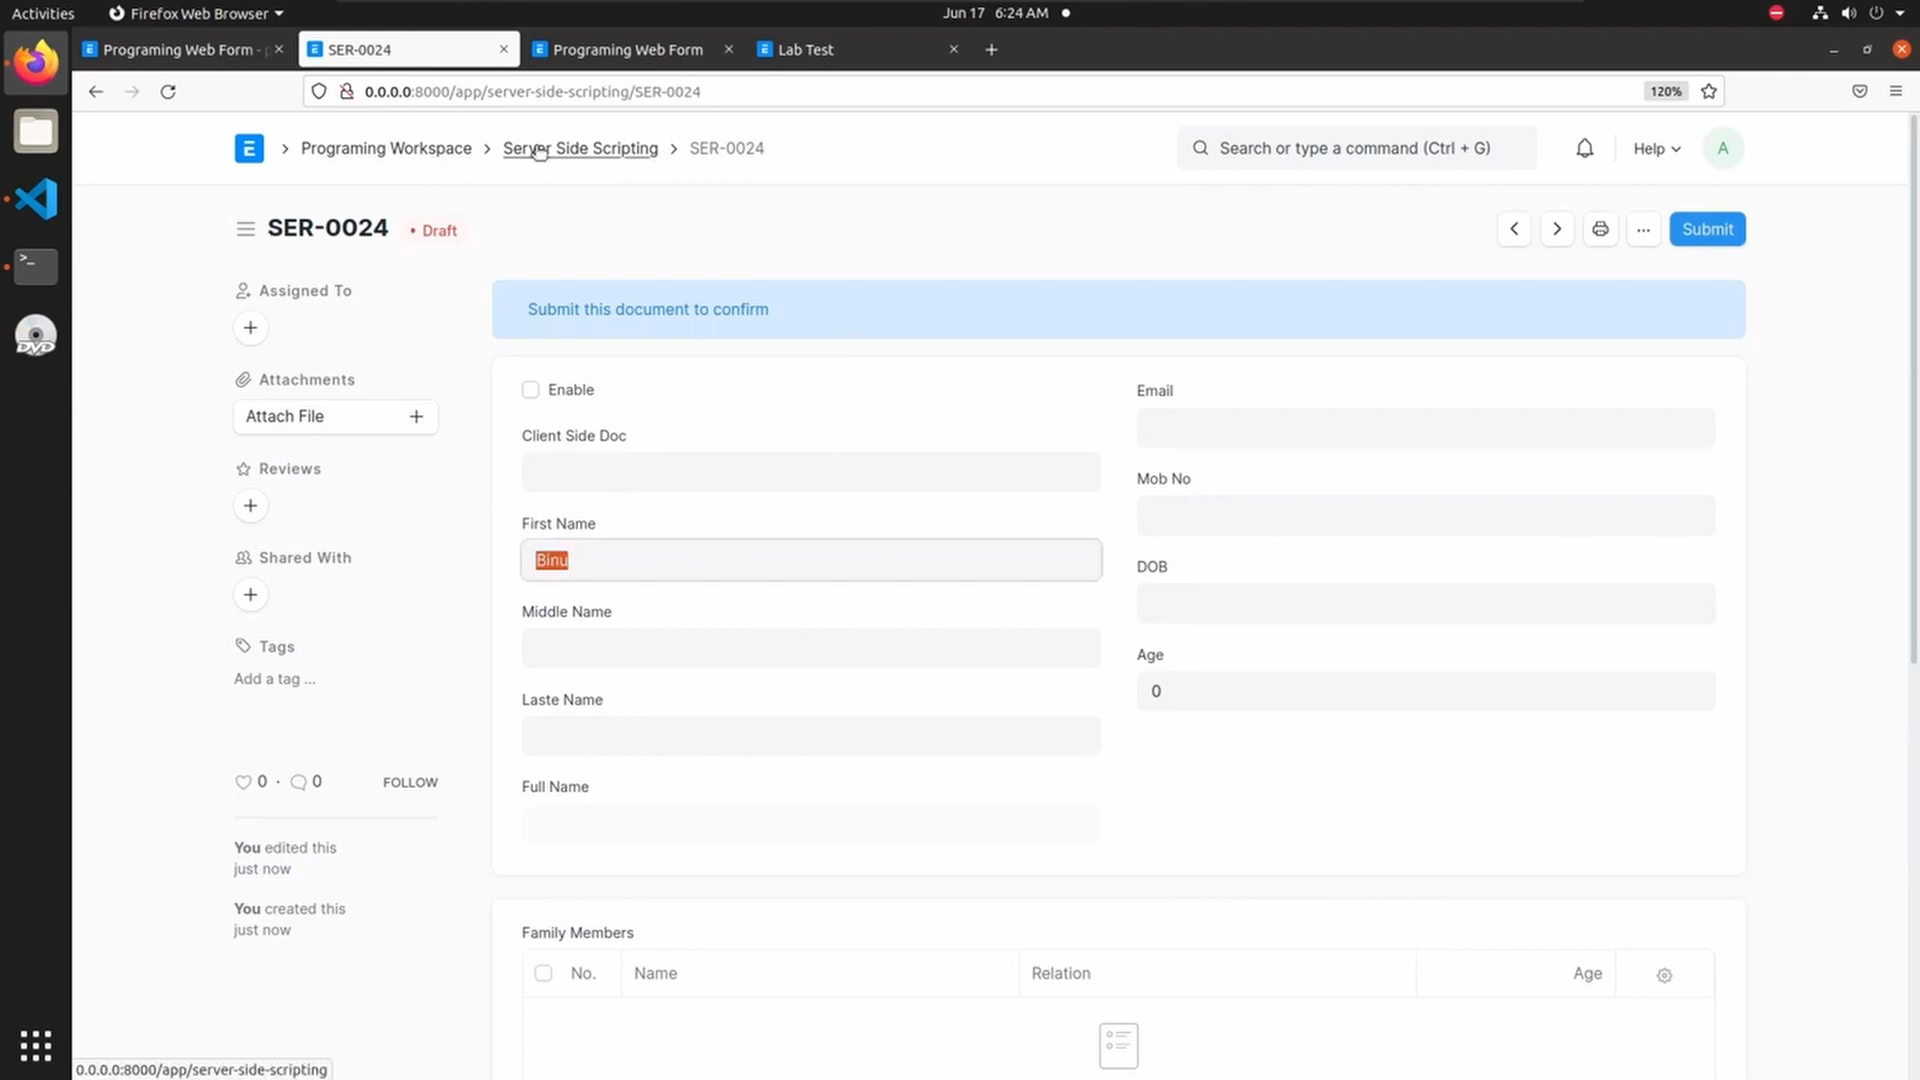 Activities
Firefox Web Browser
Jun 17 6:24 AM
Programing Web Form -
SER-0024
Programing Web Form
Lab Test
0.0.0.0:8000/app/server-side-scripting/SER-0024
120%
E
Programing Workspace
Server Side Scripting
SER-0024
Search or type a command (Ctrl + G)
Help
A
SER-0024
Draft
Submit
Assigned To
Attachments
Attach File
Reviews
Shared With
Tags
Add a tag ...
0 · 0
FOLLOW
You edited this
just now
You created this
just now
Submit this document to confirm
Enable
Client Side Doc
First Name
Binu
Middle Name
Laste Name
Full Name
Email
Mob No
DOB
Age
0
Family Members
No.
Name
Relation
Age
DVD
0.0.0.0:8000/app/server-side-scripting